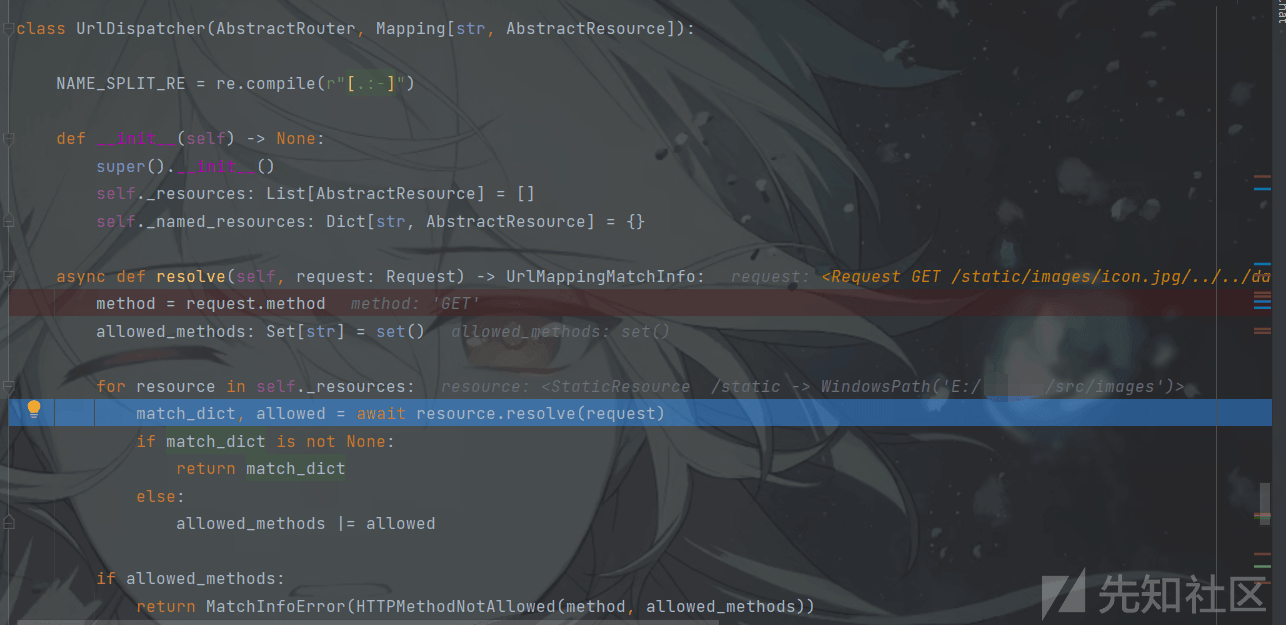 class UrlDispatcher(AbstractRouter, Mapping[str, AbstractResource]):
NAME_SPLIT_RE = re.compile(r"[.:-]")
def __init__(self) -> None:
super().__init__()
self._resources: List[AbstractResource] = []
self._named_resources: Dict[str, AbstractResource] = {}
async def resolve(self, request: Request) -> UrlMappingMatchInfo: request: <Request GET /static/images/icon.jpg/../../da
method = request.method method: 'GET'
allowed_methods: Set[str] = set() allowed_methods: set()
for resource in self._resources: resource: <StaticResource /static -> WindowsPath('E:/ /src/images')>
match_dict, allowed = await resource.resolve(request)
if match_dict is not None:
return match_dict
else:
allowed_methods |= allowed
if allowed_methods:
return MatchInfoError(HTTPMethodNotAllowed(method, allowed_methods))
先知社区